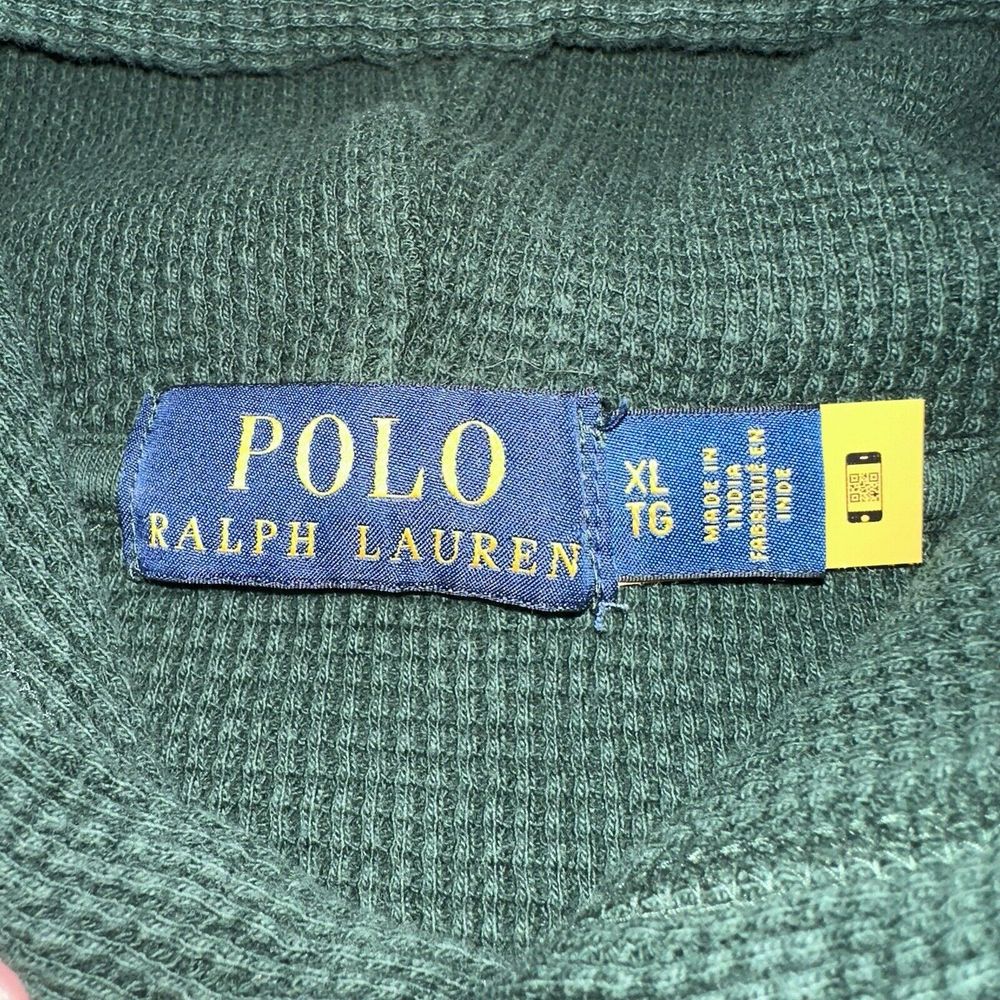 POLO
RALPH LAUREN
XL
TG
MADE IN
INDIA
FABRIQUÉ EN
INDE